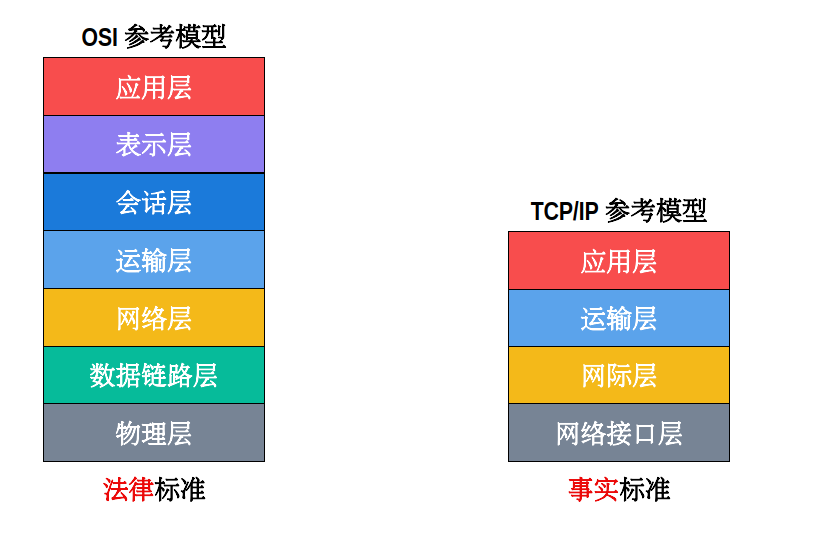 OSI 参考模型
应用层
表示层
会话层
运输层
网络层
数据链路层
物理层
法律标准
TCP/IP 参考模型
应用层
运输层
网际层
网络接口层
事实标准